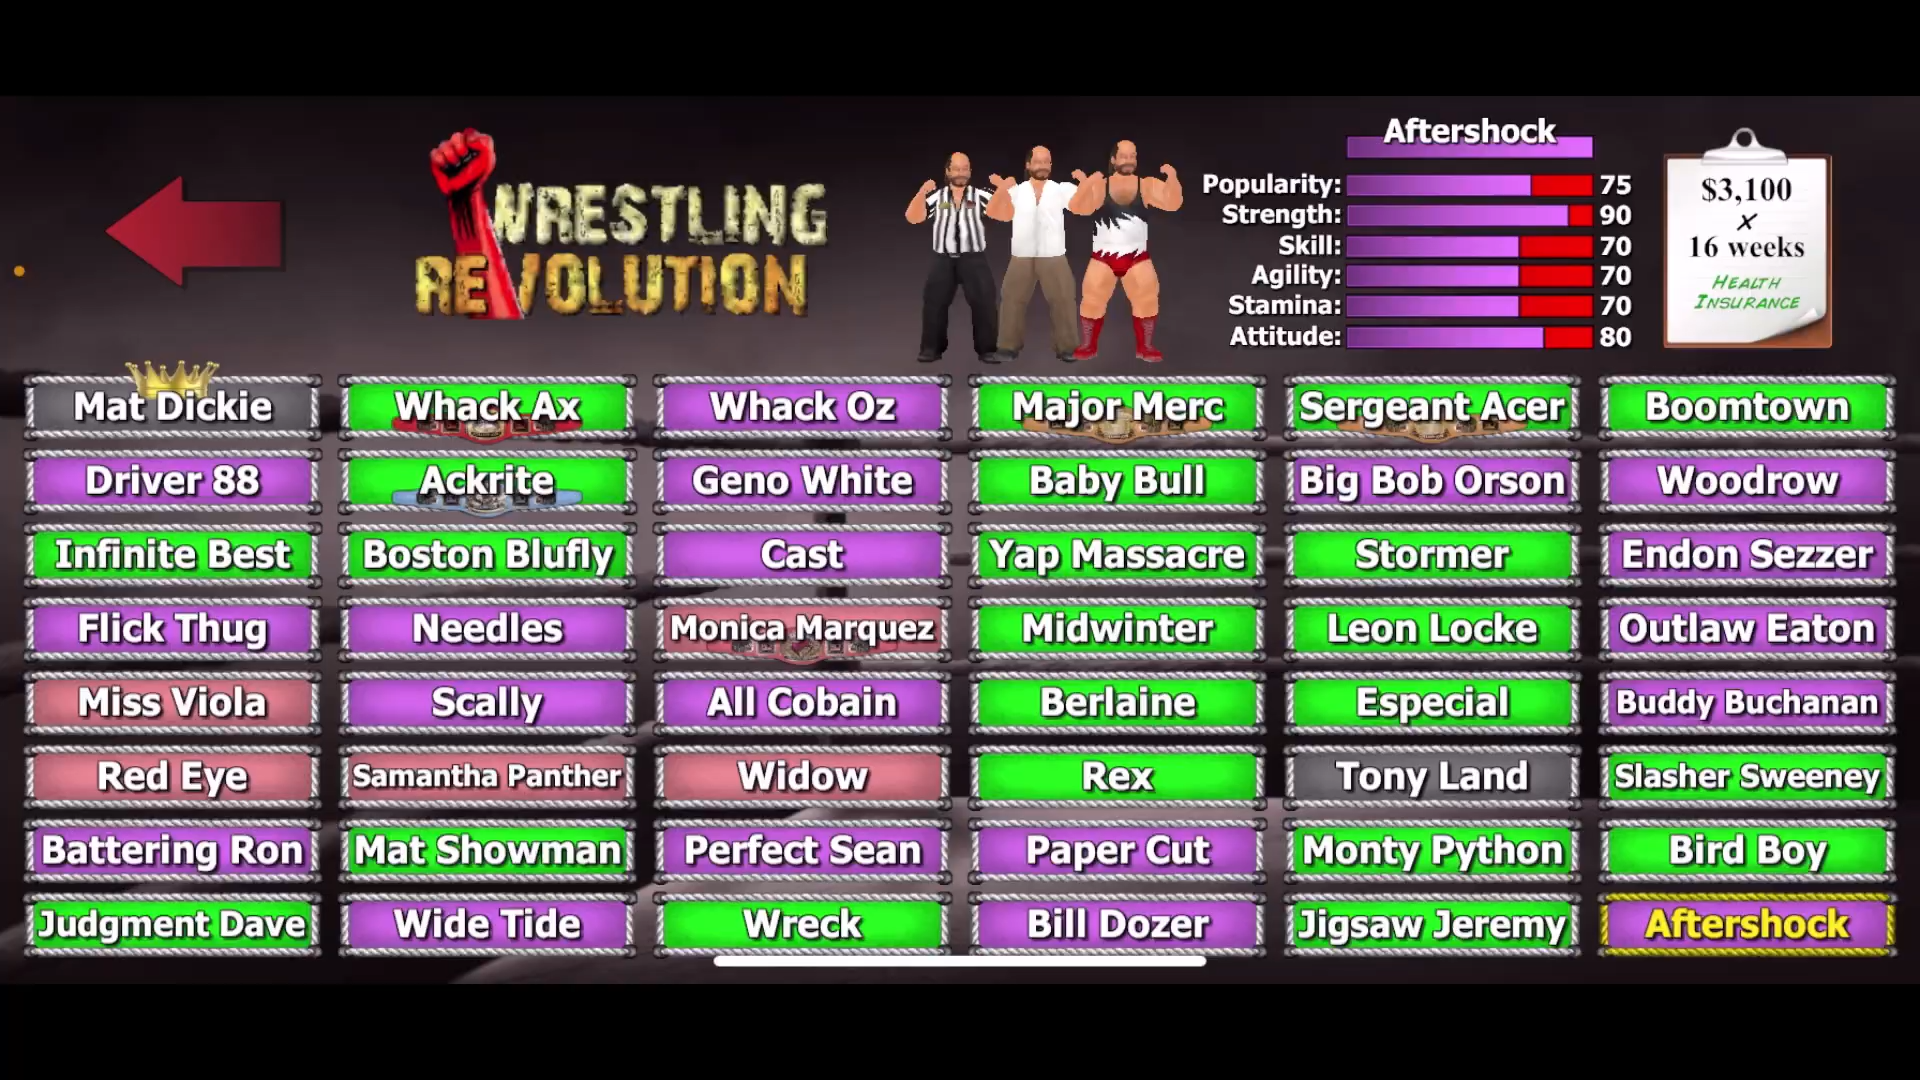 WRESTLING
REVOLUTION
Aftershock
Popularity: 75
Strength: 90
Skill: 70
Agility: 70
Stamina: 70
Attitude: 80
$3,100
x
16 weeks
HEALTH
INSURANCE
Mat Dickie Whack Ax Whack Oz Major Merc Sergeant Acer Boomtown
Driver 88 Ackrite Geno White Baby Bull Big Bob Orson Woodrow
Infinite Best Boston Blufly Cast Yap Massacre Stormer Endon Sezzer
Flick Thug Needles Monica Marquez Midwinter Leon Locke Outlaw Eaton
Miss Viola Scally All Cobain Berlaine Especial Buddy Buchanan
Red Eye Samantha Panther Widow Rex Tony Land Slasher Sweeney
Battering Ron Mat Showman Perfect Sean Paper Cut Monty Python Bird Boy
Judgment Dave Wide Tide Wreck Bill Dozer Jigsaw Jeremy Aftershock